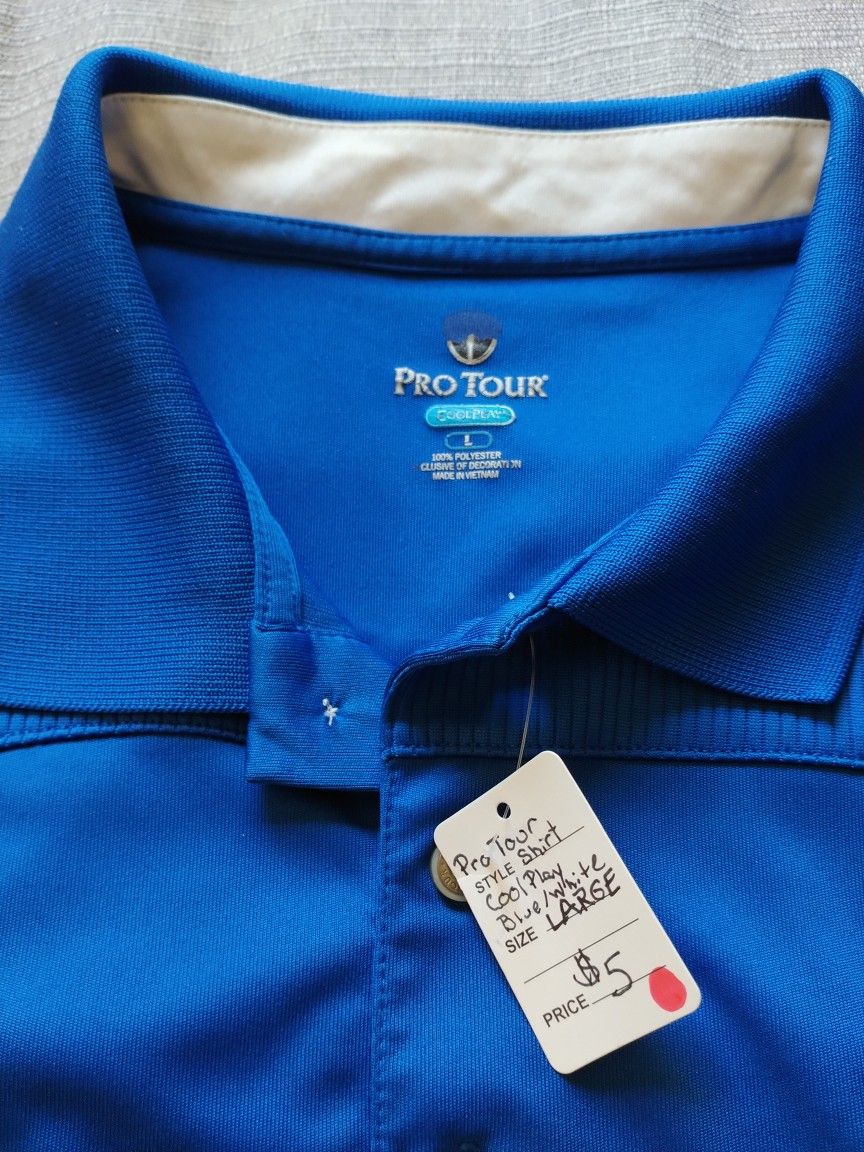 PRO TOUR®
COOLPLAY
L
100% POLYESTER
CLUSIVE OF DECORATI N
MADE IN VIETNAM
Pro Tour
STYLE Shirt
Cool Play
Blue/White
SIZE LARGE
$5
PRICE